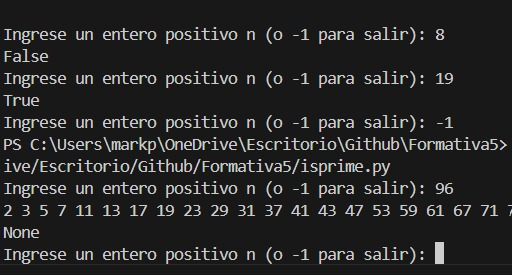 Ingrese un entero positivo n (o -1 para salir): 8
False
Ingrese un entero positivo n (o -1 para salir): 19
True
Ingrese un entero positivo n (o -1 para salir): -1
PS C:\Users\markp\OneDrive\Escritorio\Github\Formativa5>
ive/Escritorio/Github/Formativa5/isprime.py
Ingrese un entero positivo n (o -1 para salir): 96
2 3 5 7 11 13 17 19 23 29 31 37 41 43 47 53 59 61 67 71 7
None
Ingrese un entero positivo n (o -1 para salir):